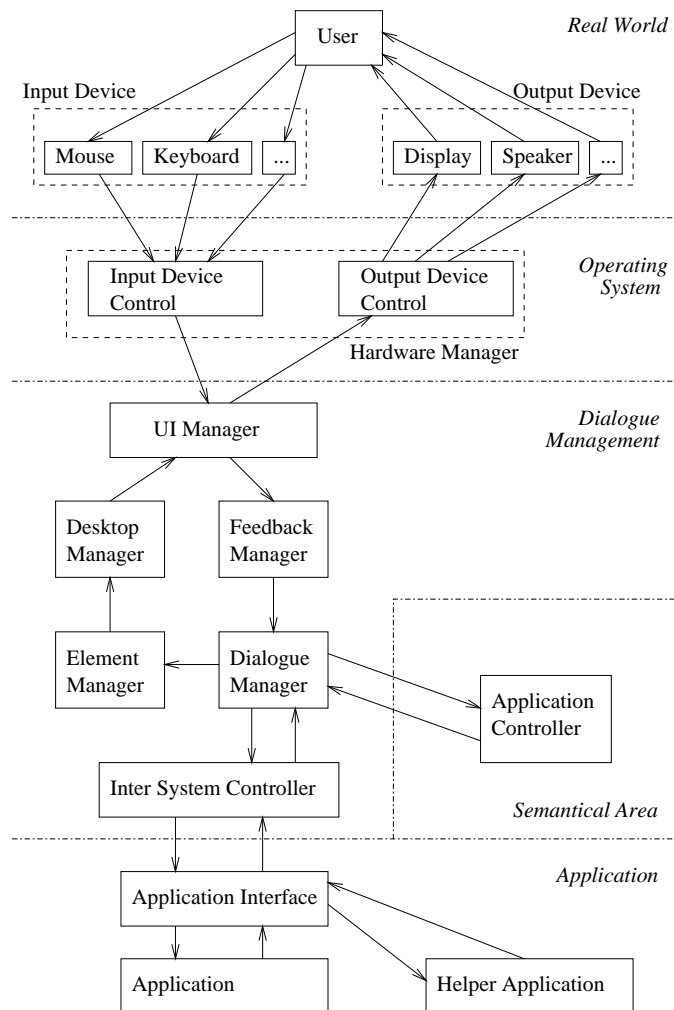 User
Real World
Input Device
Output Device
Mouse
Keyboard
...
Display
Speaker
...
Input Device
Control
Output Device
Control
Operating
System
Hardware Manager
UI Manager
Dialogue
Management
Desktop
Manager
Feedback
Manager
Element
Manager
Dialogue
Manager
Application
Controller
Inter System Controller
Semantical Area
Application Interface
Application
Application
Helper Application